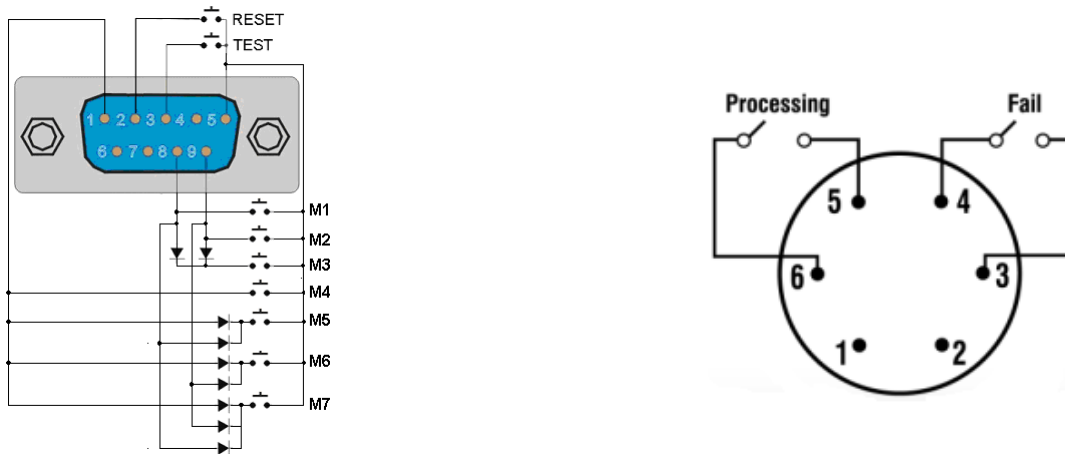 RESET
TEST
1 2 3 4 5
6 7 8 9
M1
M2
M3
M4
M5
M6
M7
Processing
Fail
5 4
6 3
1 2